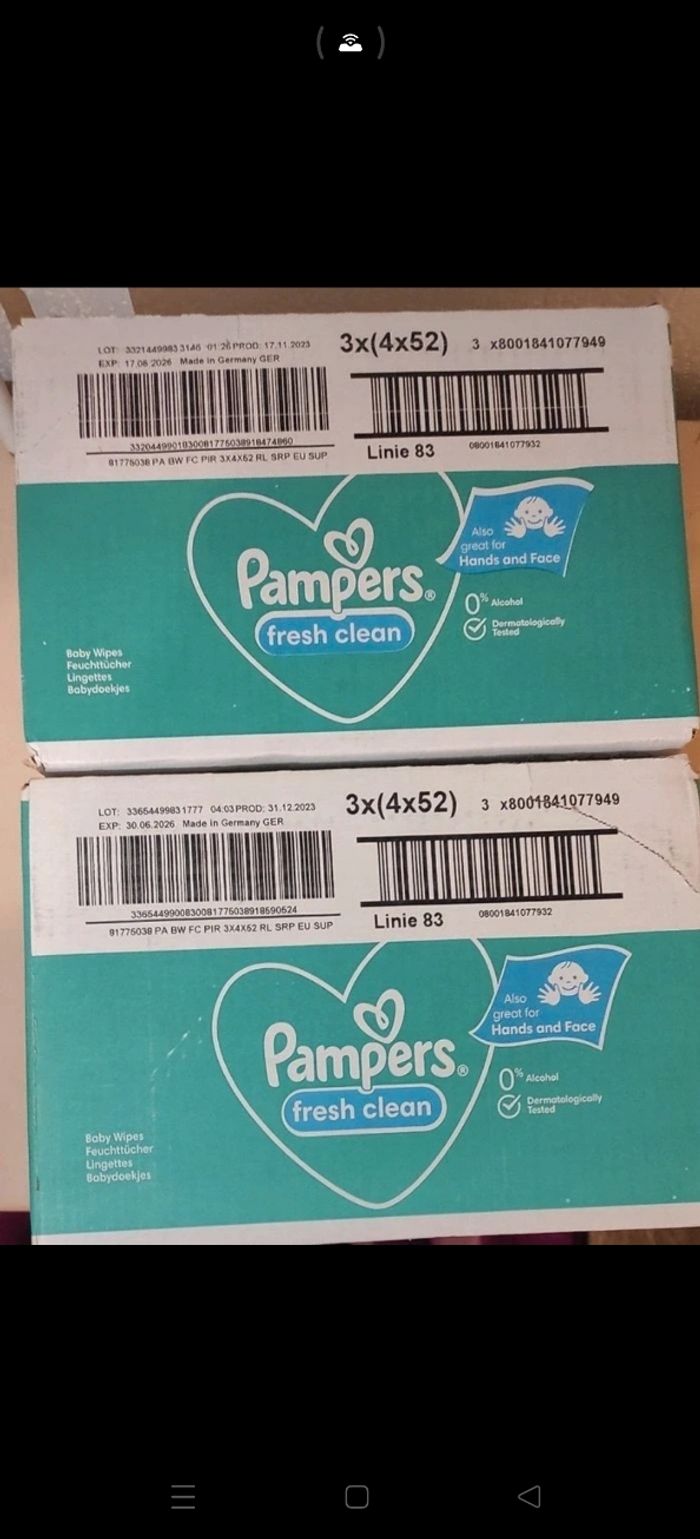 LOT: 3321449983 3146 01:26 PROD: 17.11.2023
EXP: 17.06.2026 Made in Germany GER
3x(4x52) 3 x8001841077949
33204499018300817750389184748​60
81775038 PA BW FC PIR 3X4X52 RL SRP EU SUP
Linie 83
08001841077932
Also
great for
Hands and Face
Pampers®
fresh clean
0% Alcohol
Dermatologically
Tested
Baby Wipes
Feuchttücher
Lingettes
Babydoekjes
LOT: 3365449983 1777 04:03 PROD: 31.12.2023
EXP: 30.06.2026 Made in Germany GER
3x(4x52) 3 x8001841077949
33654499008300817750389​18590524
81775038 PA BW FC PIR 3X4X52 RL SRP EU SUP
Linie 83
08001841077932
Also
great for
Hands and Face
Pampers®
fresh clean
0% Alcohol
Dermatologically
Tested
Baby Wipes
Feuchttücher
Lingettes
Babydoekjes